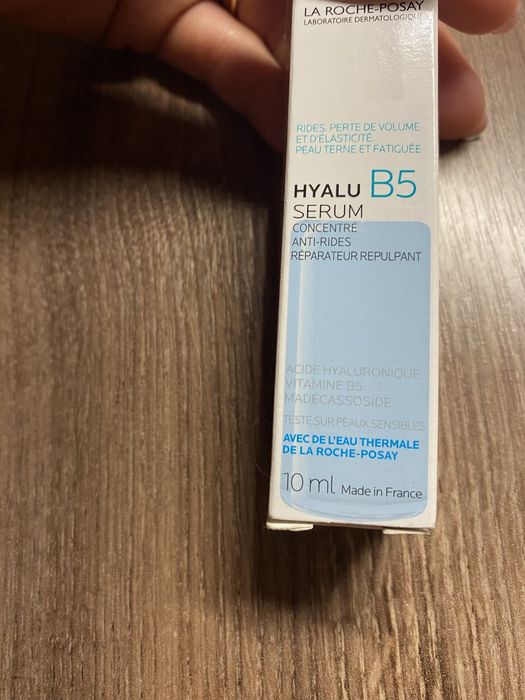 LA ROCHE-POSAY
LABORATOIRE DERMATOLOGIQUE
RIDES, PERTE DE VOLUME
ET D'ÉLASTICITÉ.
PEAU TERNE ET FATIGUÉE
HYALU B5
SERUM
CONCENTRÉ
ANTI-RIDES
RÉPARATEUR REPULPANT
ACIDE HYALURONIQUE
VITAMINE B5,
MADÉCASSOSIDE
TESTÉ SUR PEAUX SENSIBLES
AVEC DE L'EAU THERMALE
DE LA ROCHE-POSAY
10 ml Made in France